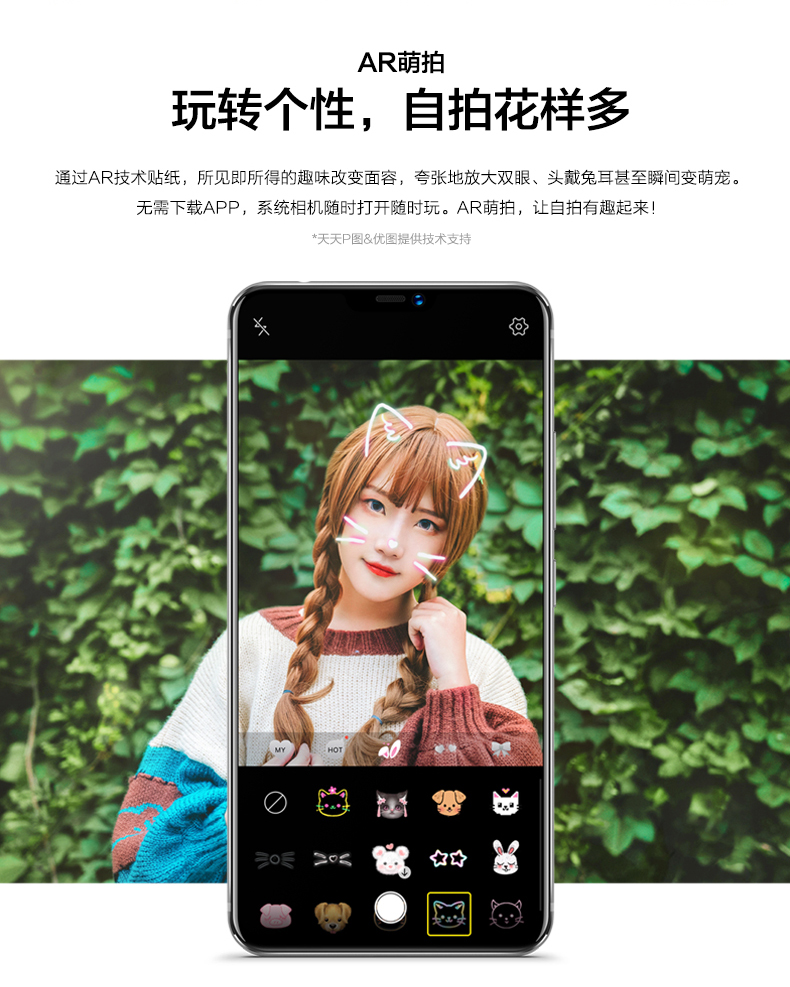 AR萌拍
玩转个性，自拍花样多
通过AR技术贴纸，所见即所得的趣味改变面容，夸张地放大双眼、头戴兔耳甚至瞬间变萌宠。
无需下载APP，系统相机随时打开随时玩。AR萌拍，让自拍有趣起来！
*天天P图&优图提供技术支持
MY
HOT